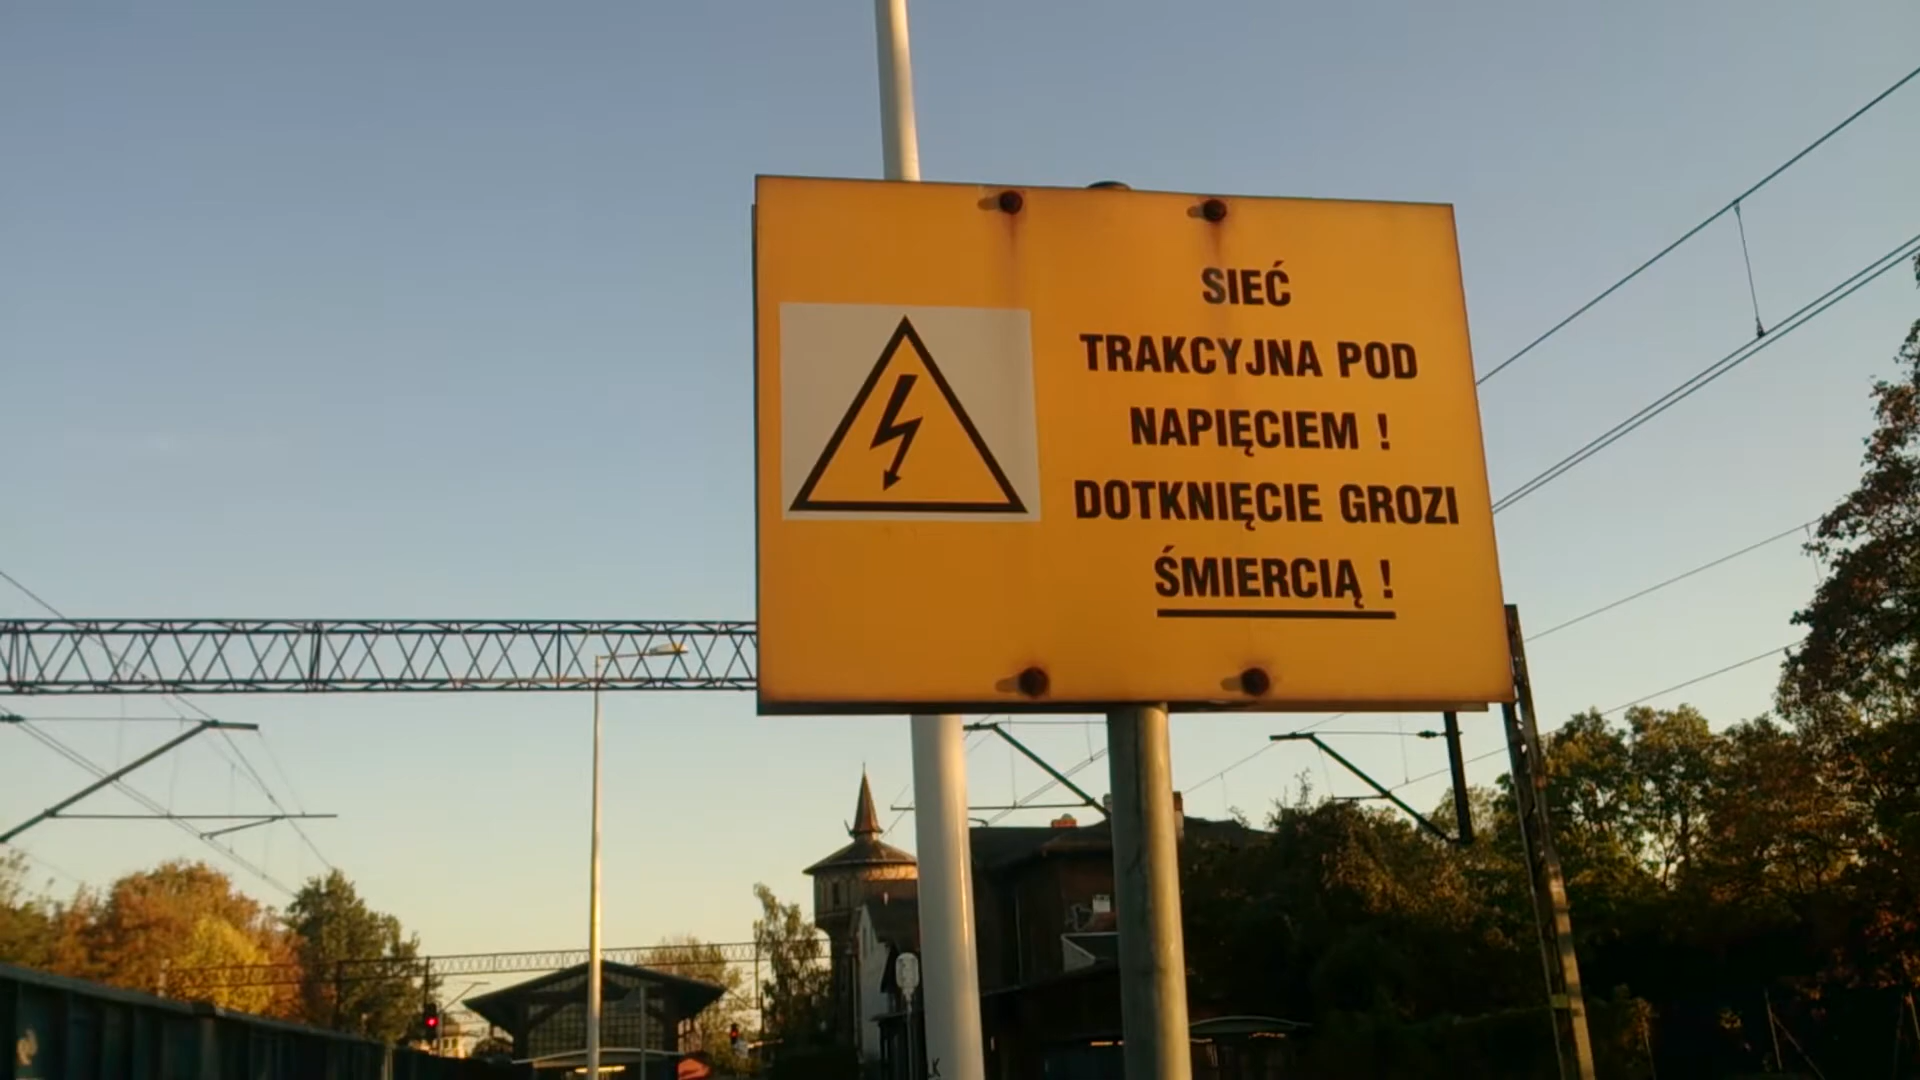 SIEĆ
TRAKCYJNA POD
NAPIĘCIEM !
DOTKNIĘCIE GROZI
ŚMIERCIĄ !